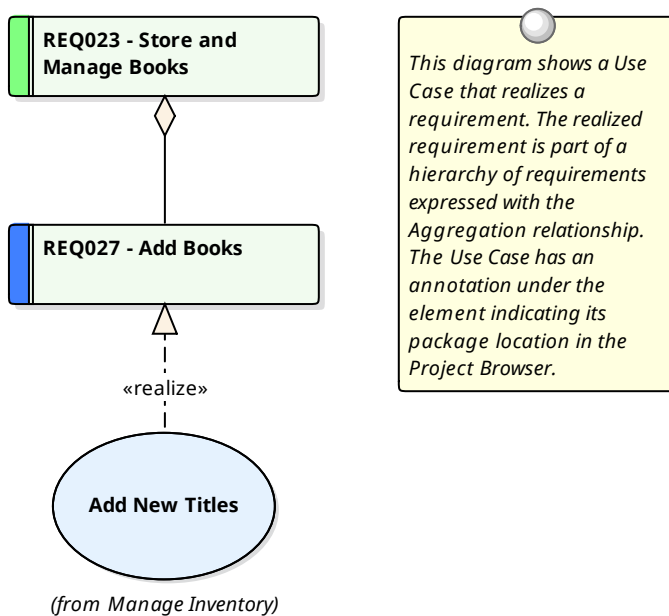 REQ023 - Store and
Manage Books
REQ027 - Add Books
«realize»
Add New Titles
(from Manage Inventory)
This diagram shows a Use
Case that realizes a
requirement. The realized
requirement is part of a
hierarchy of requirements
expressed with the
Aggregation relationship.
The Use Case has an
annotation under the
element indicating its
package location in the
Project Browser.